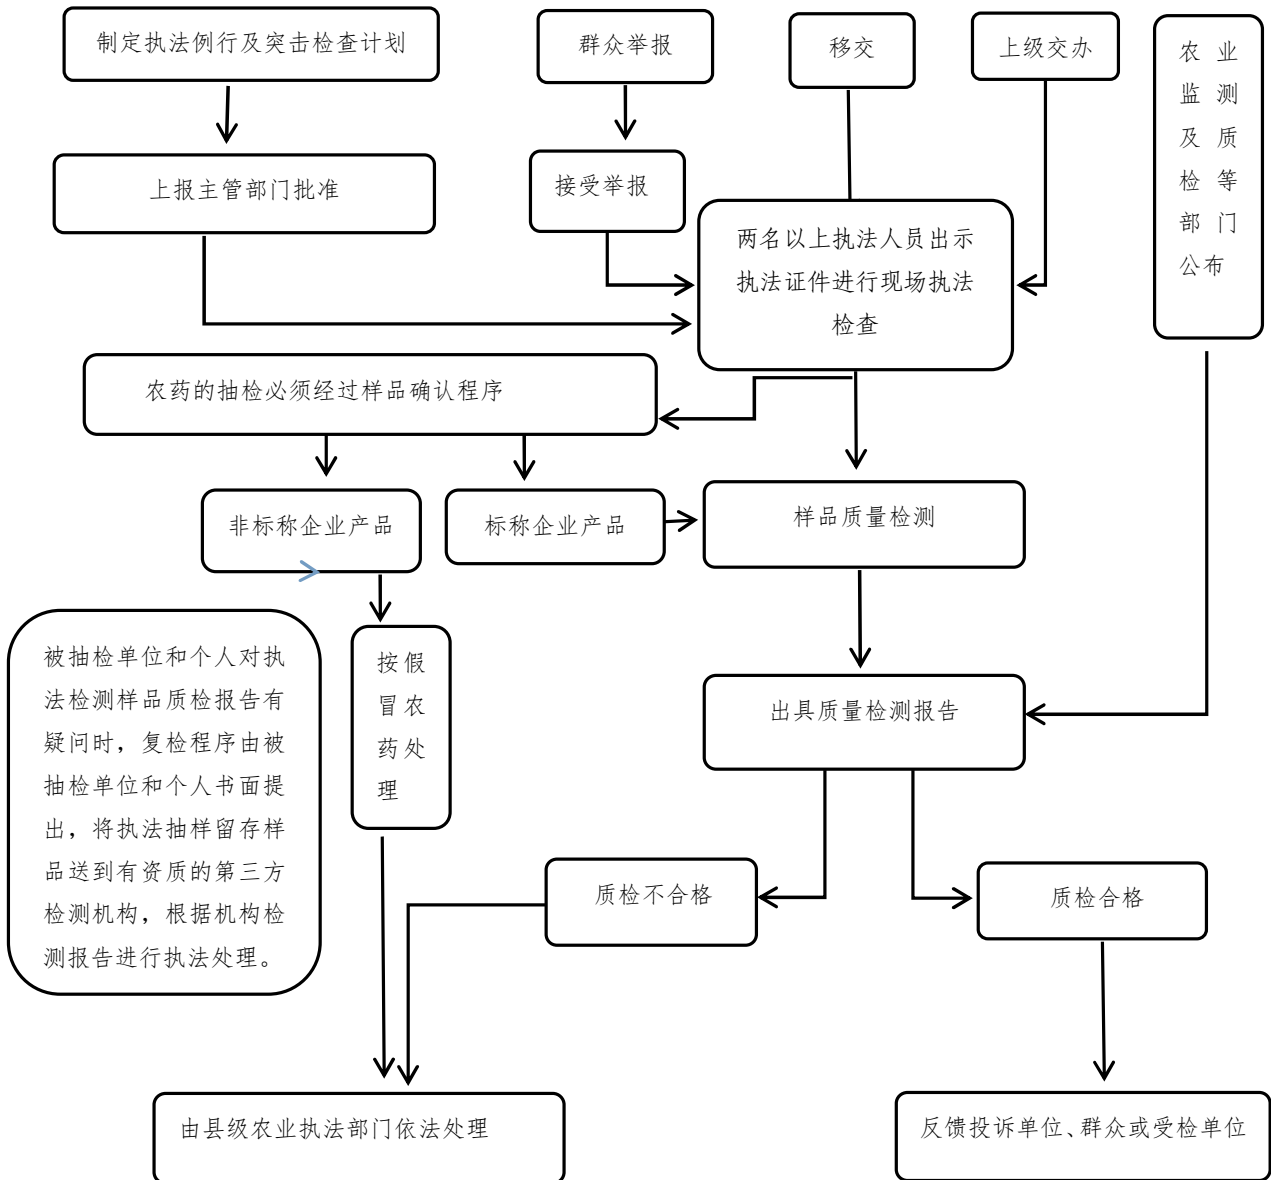 制定执法例行及突击检查计划
群众举报
移交
上级交办
农业
监测
及质
检等
部门
公布
上报主管部门批准
接受举报
两名以上执法人员出示
执法证件进行现场执法
检查
农药的抽检必须经过样品确认程序
非标称企业产品
标称企业产品
样品质量检测
被抽检单位和个人对执
法检测样品质检报告有
疑问时，复检程序由被
抽检单位和个人书面提
出，将执法抽样留存样
品送到有资质的第三方
检测机构，根据机构检
测报告进行执法处理。
按假
冒农
药处
理
出具质量检测报告
质检不合格
质检合格
由县级农业执法部门依法处理
反馈投诉单位、群众或受检单位